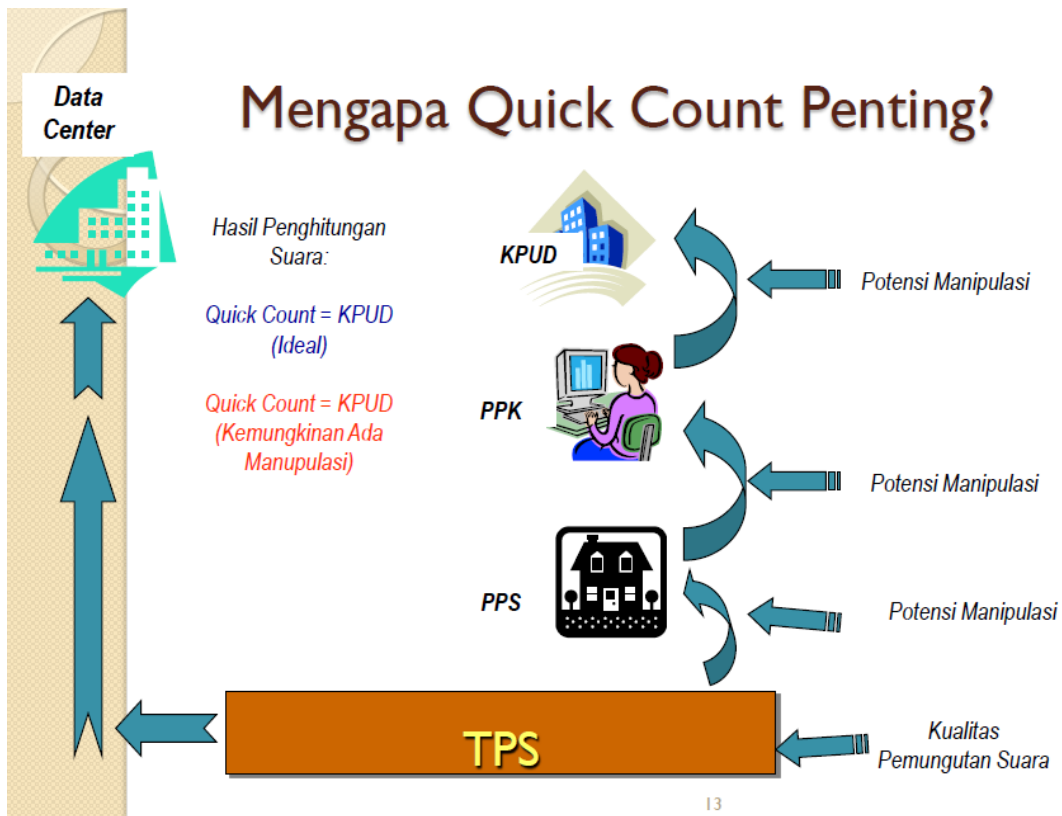 Data
Center
Mengapa Quick Count Penting?
Hasil Penghitungan
Suara:
Quick Count = KPUD
(Ideal)
Quick Count = KPUD
(Kemungkinan Ada
Manupulasi)
KPUD
Potensi Manipulasi
PPK
Potensi Manipulasi
PPS
Potensi Manipulasi
TPS
Kualitas
Pemungutan Suara
13